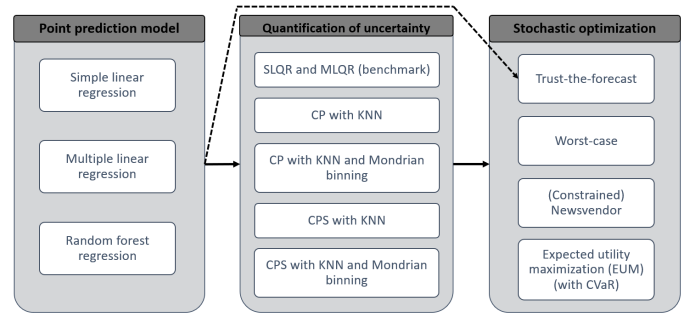 Point prediction model
Simple linear
regression
Multiple linear
regression
Random forest
regression
Quantification of uncertainty
SLQR and MLQR (benchmark)
CP with KNN
CP with KNN and Mondrian
binning
CPS with KNN
CPS with KNN and Mondrian
binning
Stochastic optimization
Trust-the-forecast
Worst-case
(Constrained)
Newsvendor
Expected utility
maximization (EUM)
(with CVaR)